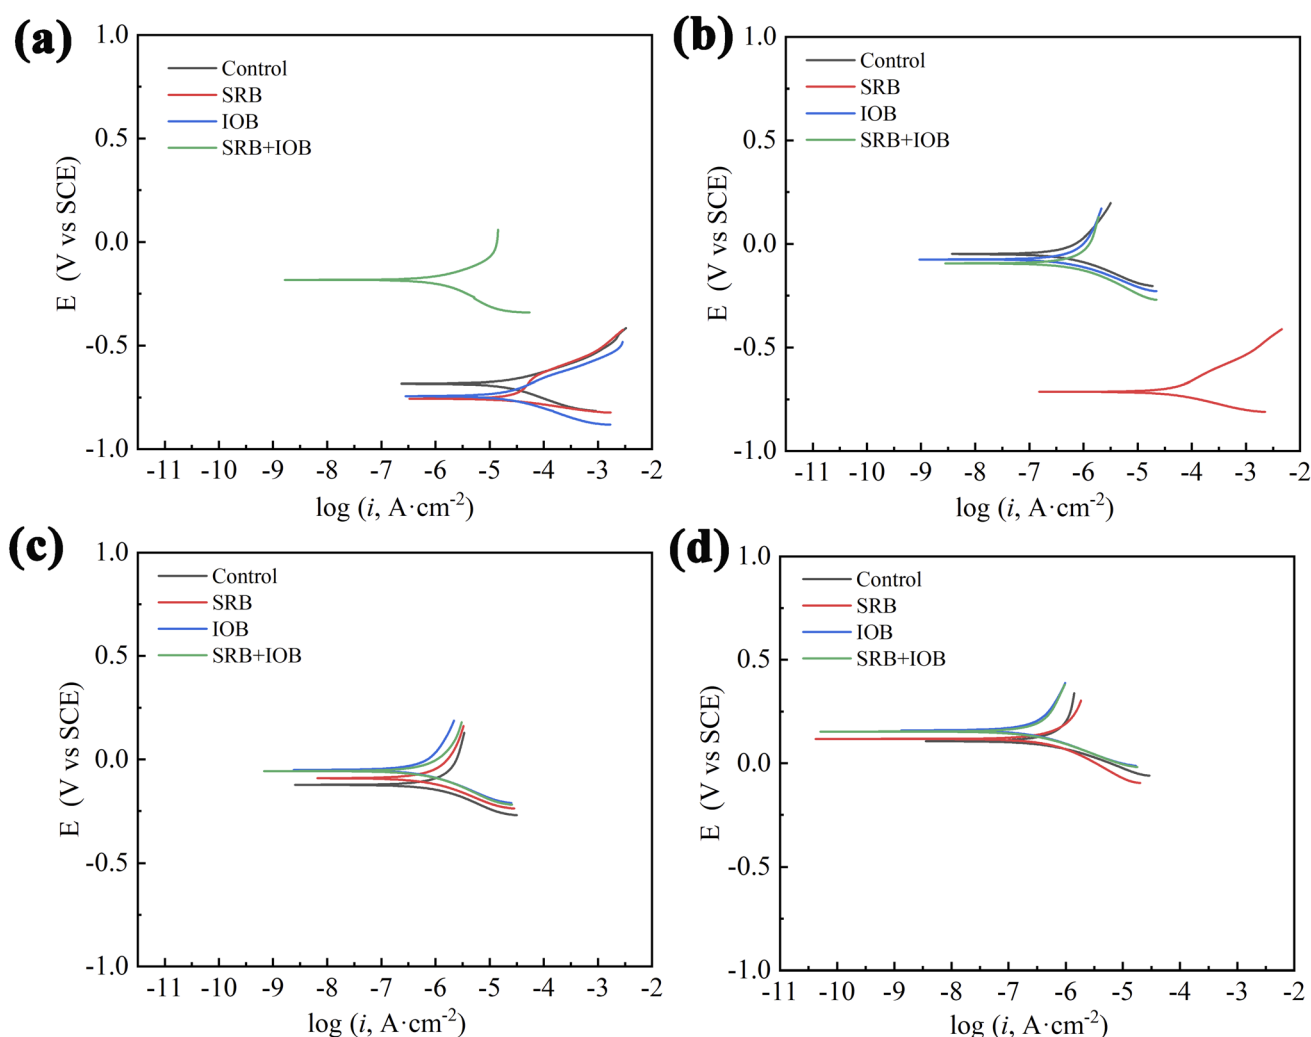 (a)
1.0
0.5
0.0
-0.5
-1.0
E (V vs SCE)
Control
SRB
IOB
SRB+IOB
-11 -10 -9 -8 -7 -6 -5 -4 -3 -2
log (i, A·cm-2)
(b)
1.0
0.5
0.0
-0.5
-1.0
E (V vs SCE)
Control
SRB
IOB
SRB+IOB
-11 -10 -9 -8 -7 -6 -5 -4 -3 -2
log (i, A·cm-2)
(c)
1.0
0.5
0.0
-0.5
-1.0
E (V vs SCE)
Control
SRB
IOB
SRB+IOB
-11 -10 -9 -8 -7 -6 -5 -4 -3 -2
log (i, A·cm-2)
(d)
1.0
0.5
0.0
-0.5
-1.0
E (V vs SCE)
Control
SRB
IOB
SRB+IOB
-11 -10 -9 -8 -7 -6 -5 -4 -3 -2
log (i, A·cm-2)